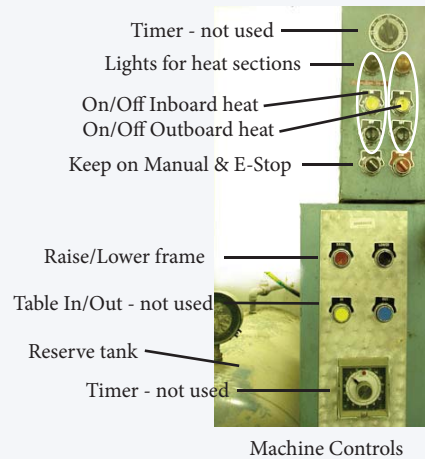 Timer - not used
Lights for heat sections
On/Off Inboard heat
On/Off Outboard heat
Keep on Manual & E-Stop
Raise/Lower frame
Table In/Out - not used
Reserve tank
Timer - not used
Machine Controls